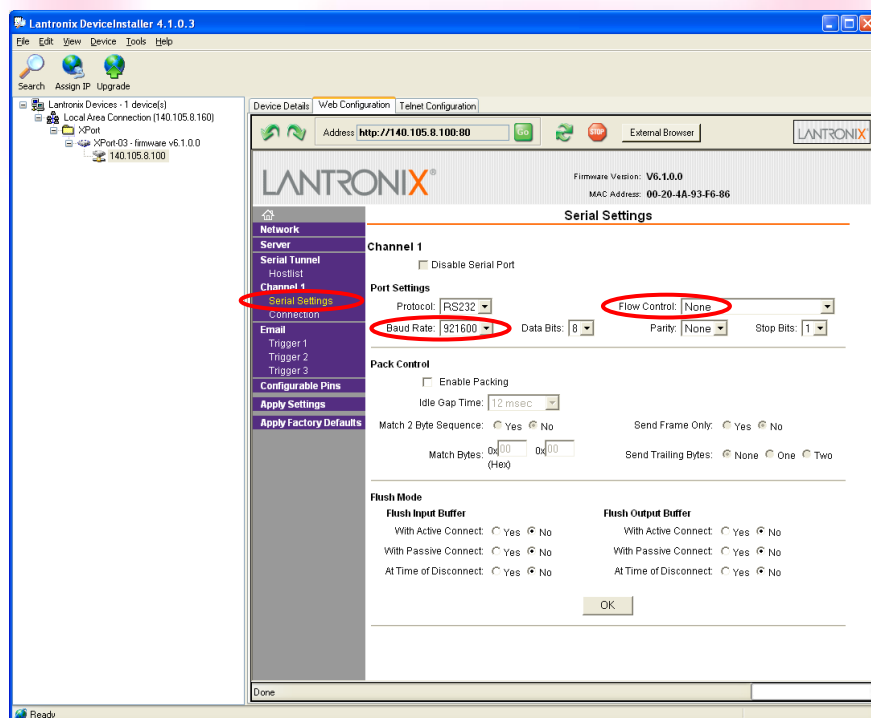 Lantronix DeviceInstaller 4.1.0.3
File Edit View Device Tools Help
Search Assign IP Upgrade
Lantronix Devices - 1 device(s)
Local Area Connection (140.105.8.160)
XPort
XPort-03 - firmware v6.1.0.0
140.105.8.100
Device Details Web Configuration Telnet Configuration
Address http://140.105.8.100:80 Go STOP External Browser LANTRONIX
LANTRONIX®
Firmware Version: V6.1.0.0
MAC Address: 00-20-4A-93-F6-86
Network
Server
Serial Tunnel
Hostlist
Channel 1
Serial Settings
Connection
Email
Trigger 1
Trigger 2
Trigger 3
Configurable Pins
Apply Settings
Apply Factory Defaults
Serial Settings
Channel 1
Disable Serial Port
Port Settings
Protocol: RS232 Flow Control: None
Baud Rate: 921600 Data Bits: 8 Parity: None Stop Bits: 1
Pack Control
Enable Packing
Idle Gap Time: 12 msec
Match 2 Byte Sequence: Yes No Send Frame Only: Yes No
Match Bytes: 0x00 0x00 Send Trailing Bytes: None One Two
(Hex)
Flush Mode
Flush Input Buffer Flush Output Buffer
With Active Connect: Yes No With Active Connect: Yes No
With Passive Connect: Yes No With Passive Connect: Yes No
At Time of Disconnect: Yes No At Time of Disconnect: Yes No
OK
Done
Ready